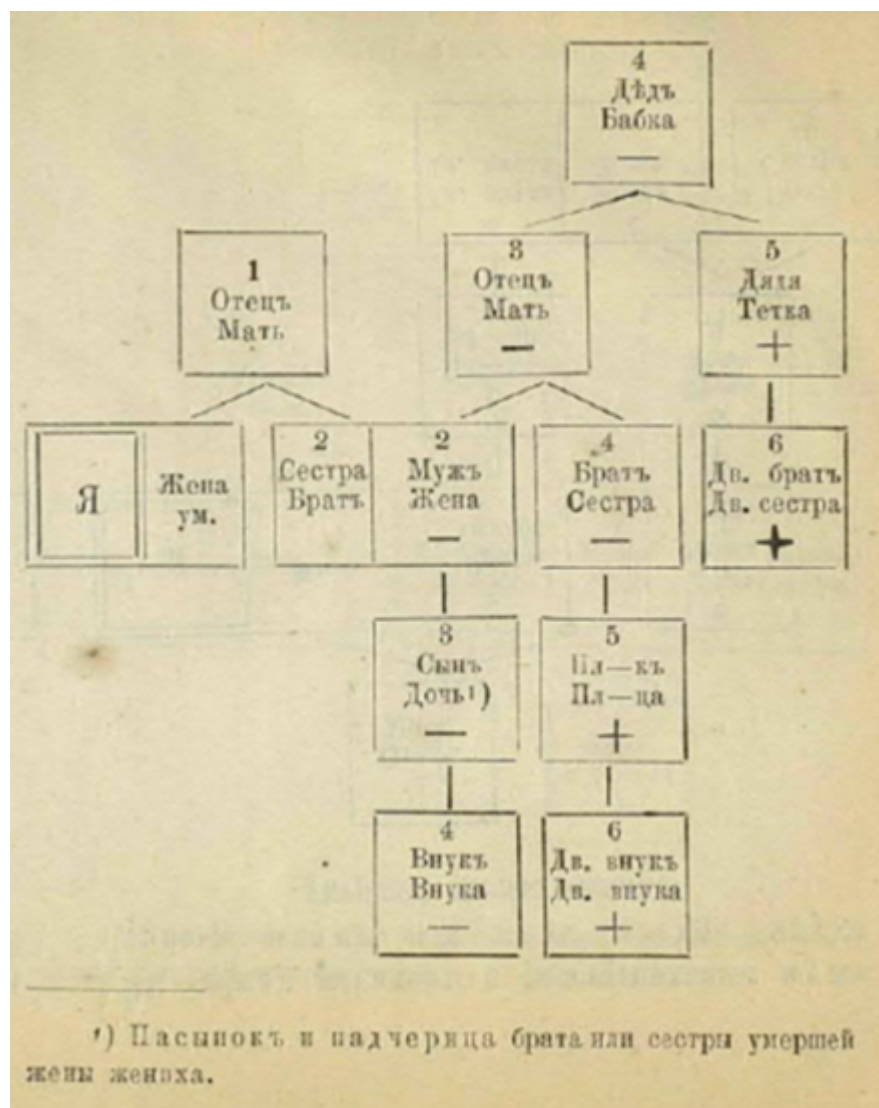 4
Дѣдъ
Бабка
—
1
Отецъ
Мать
3
Отецъ
Мать
—
5
Дядя
Тетка
+
Я
Жена
ум.
2
Сестра
Братъ
2
Мужъ
Жена
—
4
Братъ
Сестра
—
6
Дв. братъ
Дв. сестра
+
3
Сынъ
Дочь¹)
—
5
Пл—къ
Пл—ца
+
4
Внукъ
Внука
—
6
Дв. внукъ
Дв. внука
+
¹) Пасынокъ и падчерица брата или сестры умершей
жены жениха.